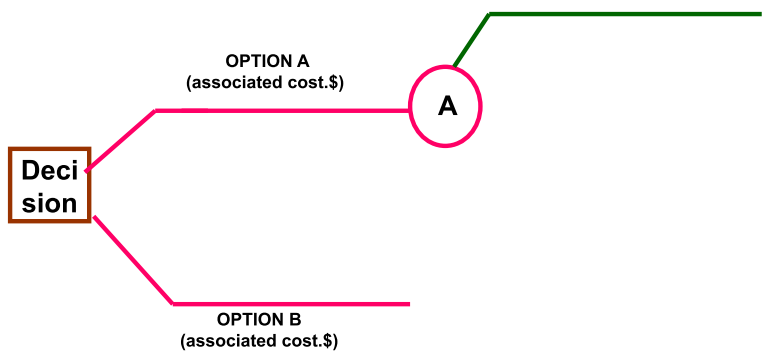 OPTION A
(associated cost.$)
A
Deci
sion
OPTION B
(associated cost.$)